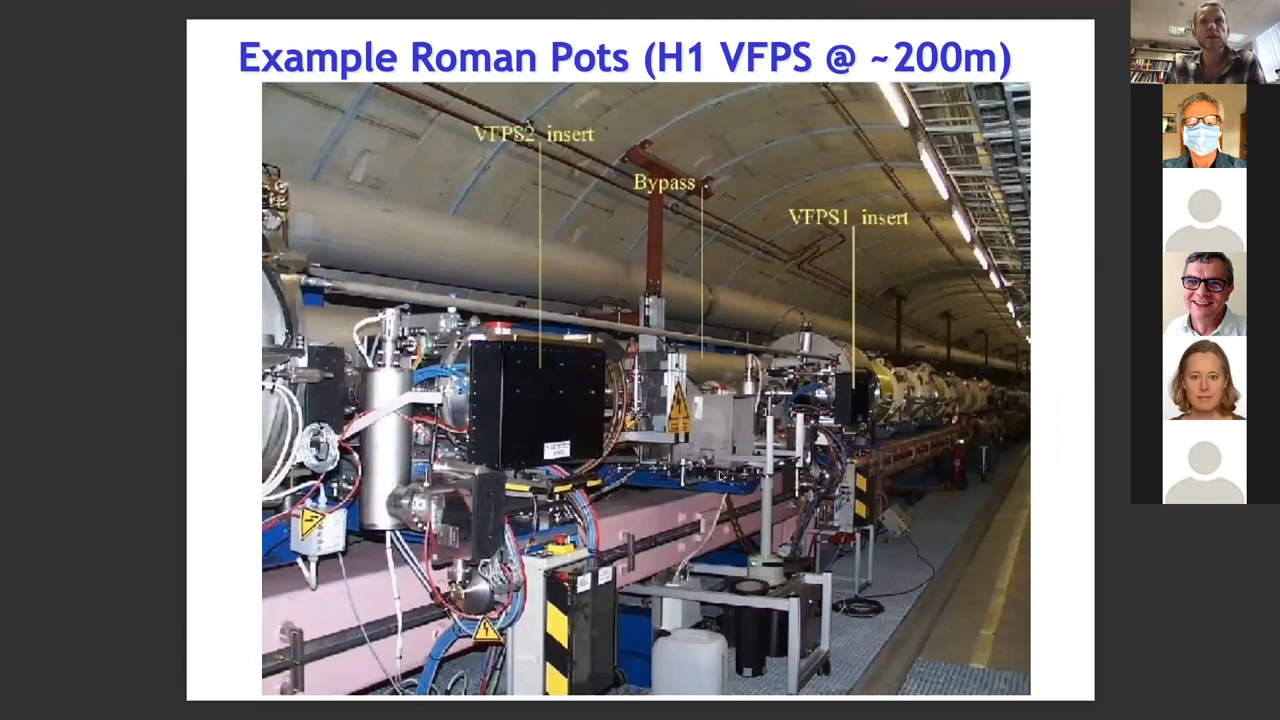 Example Roman Pots (H1 VFPS @ ~200m)
VFPS2 insert
Bypass
VFPS1 insert